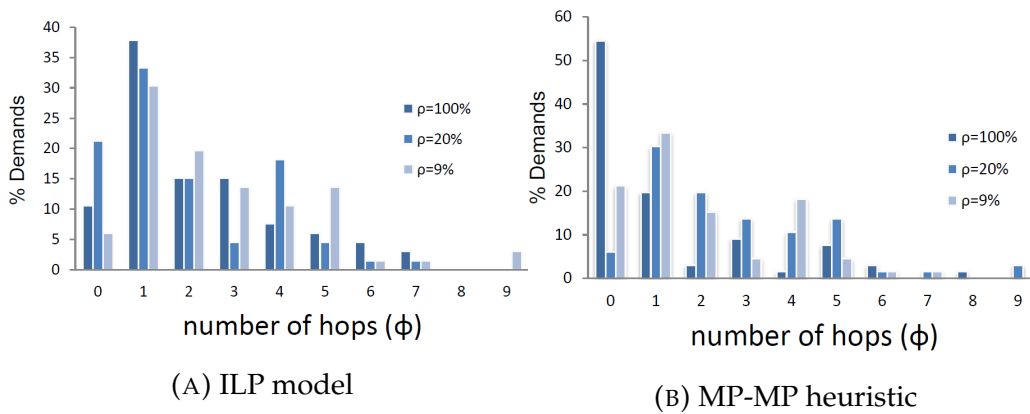 40
35
30
25
20
15
10
5
0
% Demands
ρ=100%
ρ=20%
ρ=9%
0 1 2 3 4 5 6 7 8 9
number of hops (ϕ)
(A) ILP model
60
50
40
30
20
10
0
% Demands
ρ=100%
ρ=20%
ρ=9%
0 1 2 3 4 5 6 7 8 9
number of hops (ϕ)
(B) MP-MP heuristic